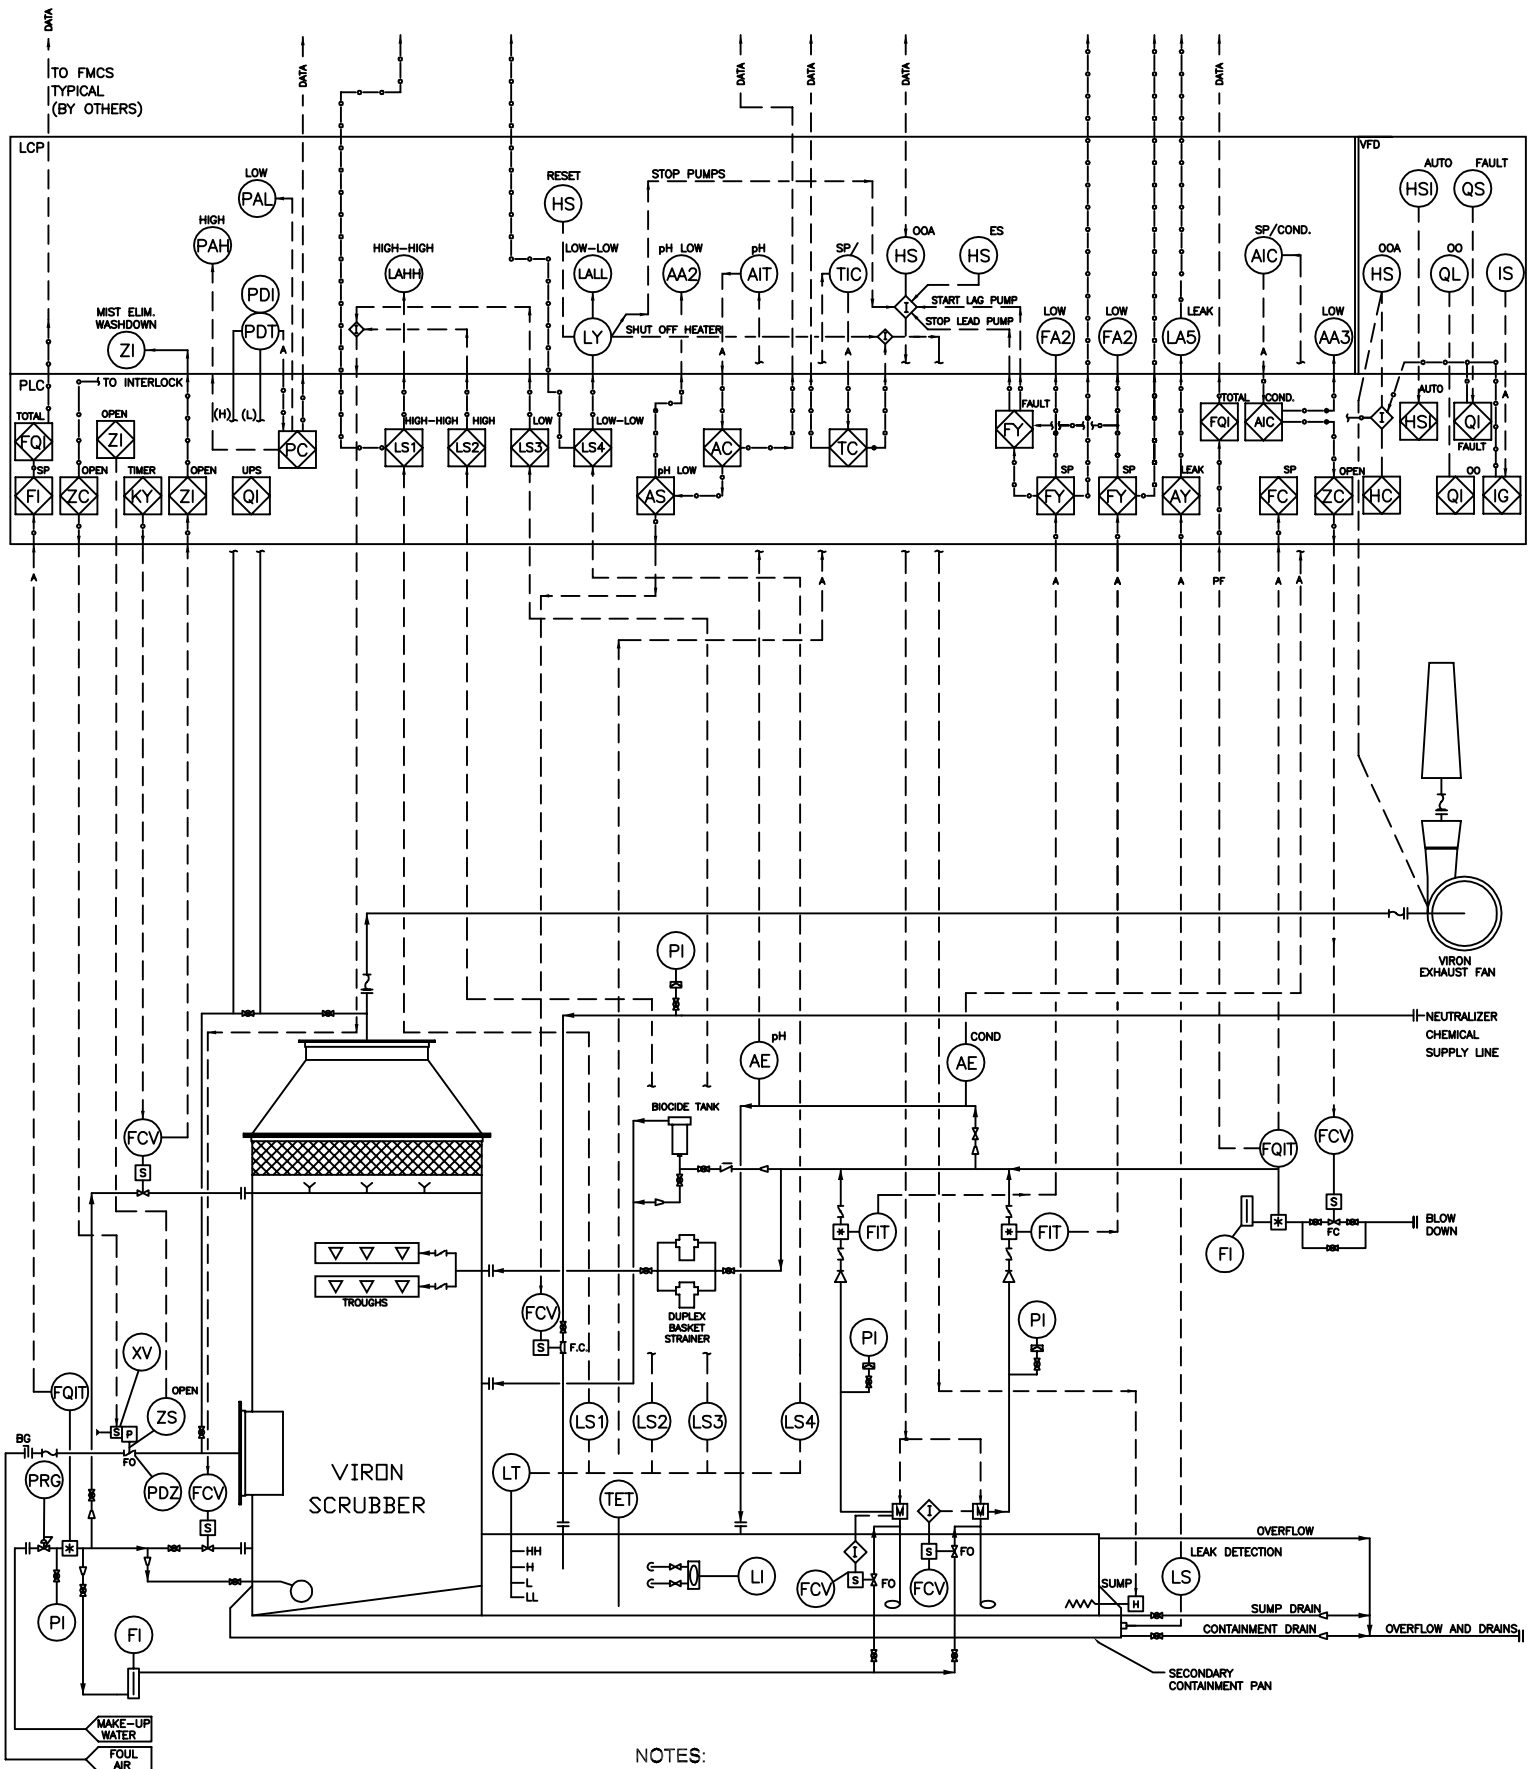 DATA
TO FMCS
TYPICAL
(BY OTHERS)
DATA
DATA
DATA
DATA
DATA
LCP
VFD
LOW
PAL
HIGH
PAH
PDI
PDT
A
MIST ELIM.
WASHDOWN
ZI
HIGH-HIGH
LAHH
RESET
HS
STOP PUMPS
LOW-LOW
LALL
LY
SHUT OFF HEATER
pH LOW
AA2
pH
AIT
SP/
TIC
OOA
HS
ES
HS
I
START LAG PUMP
STOP LEAD PUMP
I
A
A
LOW
FA2
LOW
FA2
LEAK
LA5
SP/COND.
AIC
A
LOW
AA3
AUTO
HSI
FAULT
QS
OOA
HS
OO
QL
IS
A
PLC
TO INTERLOCK
TOTAL
FQI
OPEN
ZI
(H)
(L)
PC
HIGH-HIGH
LS1
HIGH
LS2
LOW
LS3
LOW-LOW
LS4
AC
TC
FAULT
FY
TOTAL
FQI
COND.
AIC
I
AUTO
HSI
QI
FAULT
SP
FI
OPEN
ZC
TIMER
KY
OPEN
ZI
UPS
QI
pH LOW
AS
SP
FY
SP
FY
LEAK
AY
SP
FC
OPEN
ZC
HC
OO
QI
IG
A
A
A
A
A
PF
A
A
VIRON
EXHAUST FAN
PI
NEUTRALIZER
CHEMICAL
SUPPLY LINE
pH
AE
COND
AE
BIOCIDE TANK
FCV
S
FQIT
FCV
S
FC
BLOW
DOWN
FI
*
FIT
*
FIT
*
TROUGHS
DUPLEX
BASKET
STRAINER
FCV
S
F.C.
PI
PI
XV
FQIT
OPEN
ZS
S
P
FO
BG
PRG
PDZ
FCV
S
*
VIRON
SCRUBBER
LS1
LS2
LS3
LS4
LT
TET
M
I
M
HH
H
L
LL
LI
I
S
FO
FCV
S
FO
FCV
OVERFLOW
LEAK DETECTION
LS
SUMP
H
SUMP DRAIN
CONTAINMENT DRAIN
OVERFLOW AND DRAINS
PI
FI
SECONDARY
CONTAINMENT PAN
MAKE-UP
WATER
FOUL
AIR
NOTES: